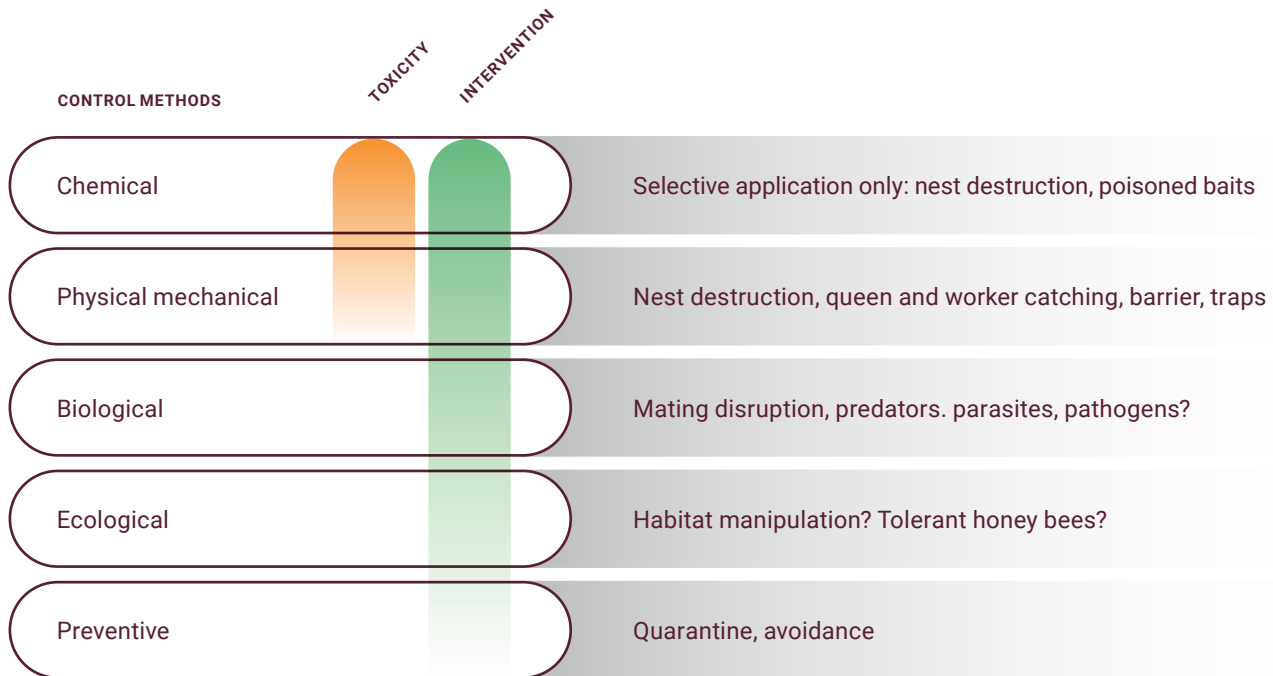 TOXICITY
INTERVENTION
CONTROL METHODS
Chemical
Selective application only: nest destruction, poisoned baits
Physical mechanical
Nest destruction, queen and worker catching, barrier, traps
Biological
Mating disruption, predators. parasites, pathogens?
Ecological
Habitat manipulation? Tolerant honey bees?
Preventive
Quarantine, avoidance